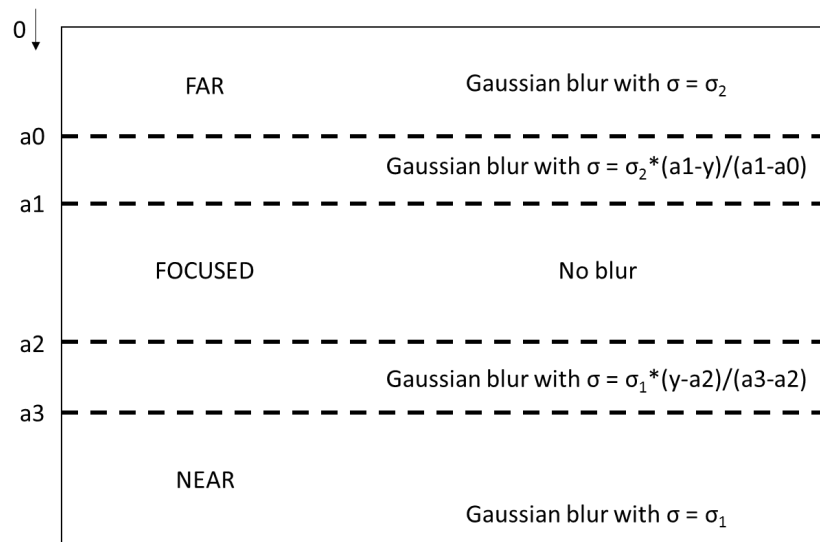 0
FAR
Gaussian blur with σ = σ₂
a0
Gaussian blur with σ = σ₂*(a1-y)/(a1-a0)
a1
FOCUSED
No blur
a2
Gaussian blur with σ = σ₁*(y-a2)/(a3-a2)
a3
NEAR
Gaussian blur with σ = σ₁